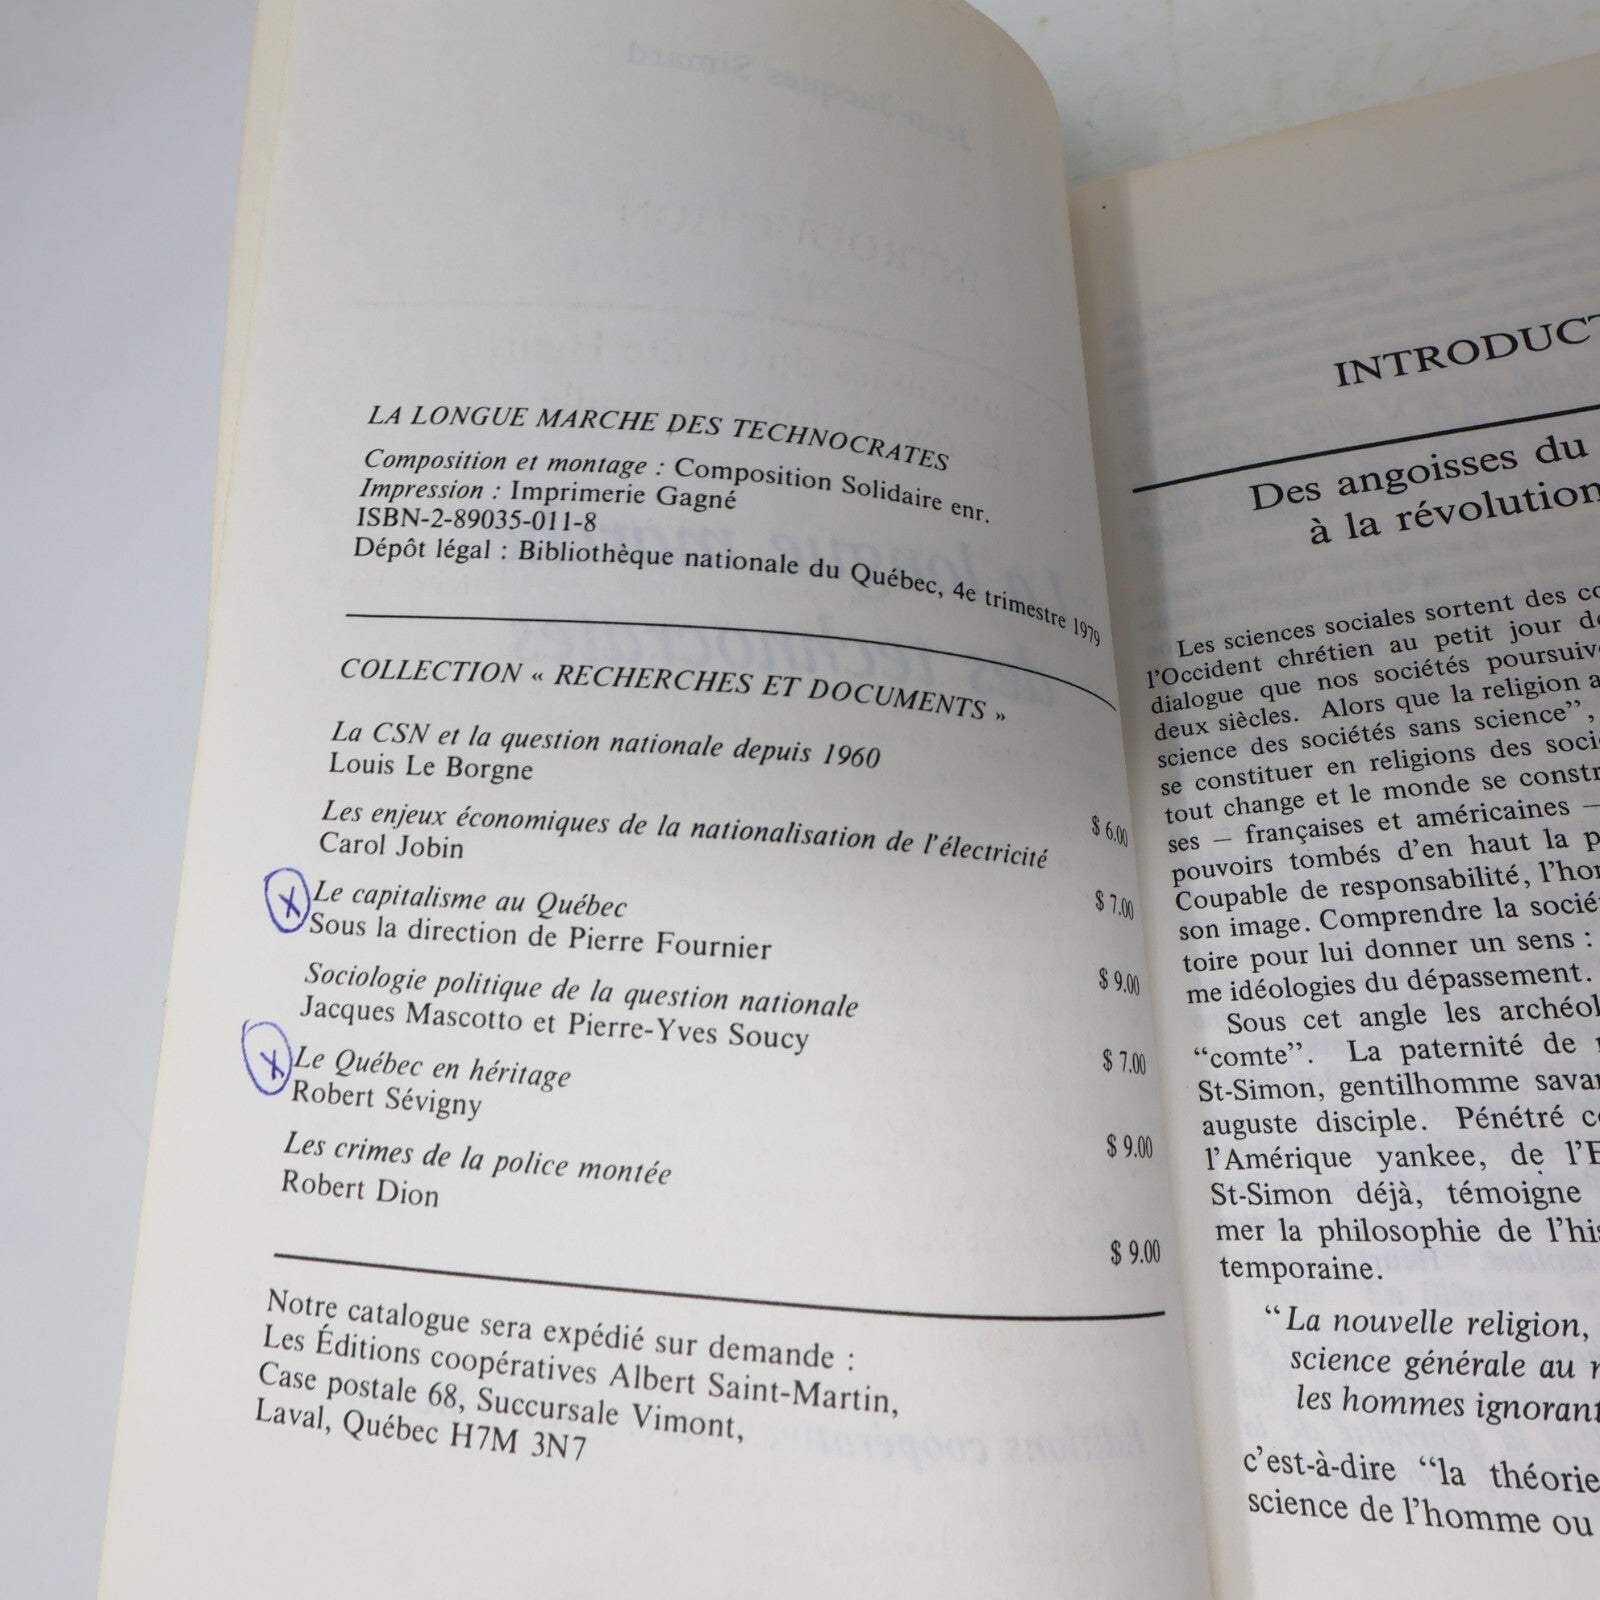 LA LONGUE MARCHE DES TECHNOCRATES
Composition et montage : Composition Solidaire enr.
Impression : Imprimerie Gagné
ISBN-2-89035-011-8
Dépôt légal : Bibliothèque nationale du Québec, 4e trimestre 1979
COLLECTION « RECHERCHES ET DOCUMENTS »
La CSN et la question nationale depuis 1960
Louis Le Borgne
$ 6.00
Les enjeux économiques de la nationalisation de l'électricité
Carol Jobin
$ 7.00
X Le capitalisme au Québec
Sous la direction de Pierre Fournier
$ 9.00
Sociologie politique de la question nationale
Jacques Mascotto et Pierre-Yves Soucy
$ 7.00
X Le Québec en héritage
Robert Sévigny
$ 9.00
Les crimes de la police montée
Robert Dion
$ 9.00
Notre catalogue sera expédié sur demande :
Les Éditions coopératives Albert Saint-Martin,
Case postale 68, Succursale Vimont,
Laval, Québec H7M 3N7
INTRODUCT
Des angoisses du
à la révolution
Les sciences sociales sortent des co
l'Occident chrétien au petit jour de
dialogue que nos sociétés poursuiv
deux siècles. Alors que la religion a
science des sociétés sans science",
se constituer en religions des soci
tout change et le monde se constr
ses – françaises et américaines –
pouvoirs tombés d'en haut la p
Coupable de responsabilité, l'hom
son image. Comprendre la socié
toire pour lui donner un sens :
me idéologies du dépassement.
Sous cet angle les archéol
"comte". La paternité de
St-Simon, gentilhomme sava
auguste disciple. Pénétré c
l'Amérique yankee, de l'E
St-Simon déjà, témoigne
mer la philosophie de l'his
temporaine.
"La nouvelle religion,
science générale au
les hommes ignorant
c'est-à-dire "la théorie
science de l'homme ou